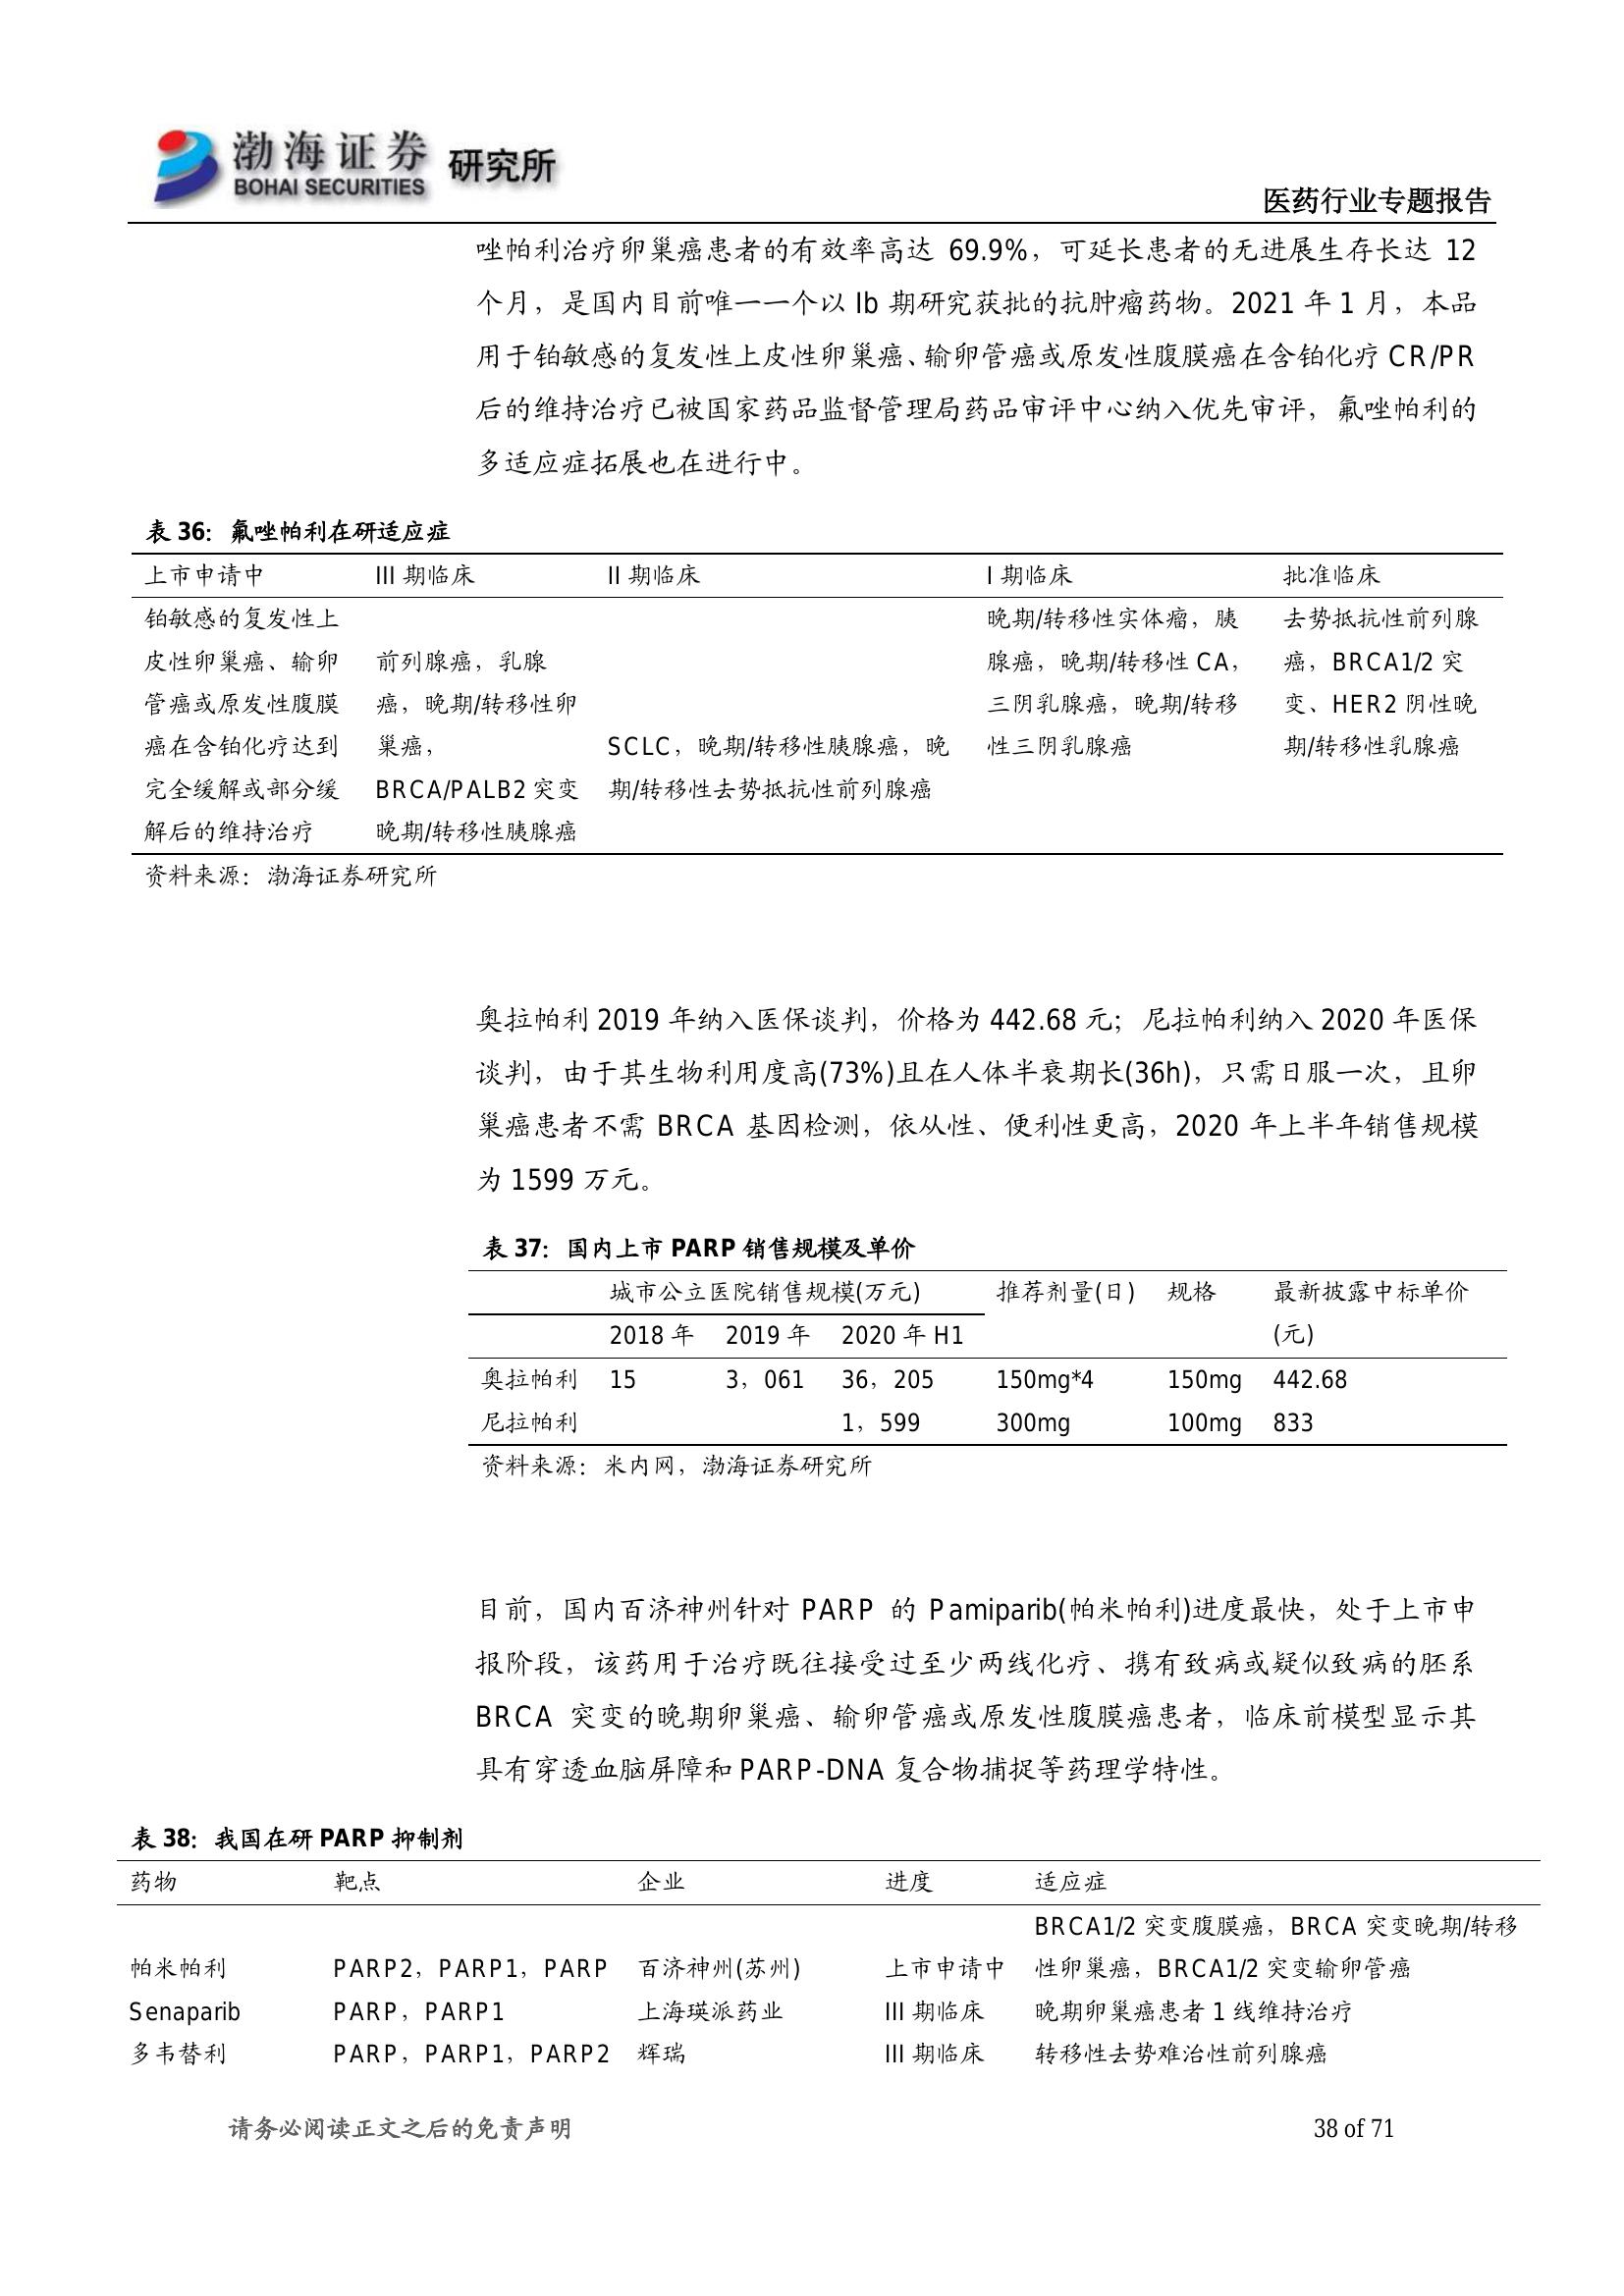 渤海证券 研究所
BOHAI SECURITIES
医药行业专题报告
唑帕利治疗卵巢癌患者的有效率高达 69.9%，可延长患者的无进展生存长达 12
个月，是国内目前唯一一个以 Ib 期研究获批的抗肿瘤药物。2021 年 1 月，本品
用于铂敏感的复发性上皮性卵巢癌、输卵管癌或原发性腹膜癌在含铂化疗 CR/PR
后的维持治疗已被国家药品监督管理局药品审评中心纳入优先审评，氟唑帕利的
多适应症拓展也在进行中。
表 36：氟唑帕利在研适应症
上市申请中 III 期临床 II 期临床 I 期临床 批准临床
铂敏感的复发性上 晚期/转移性实体瘤，胰 去势抵抗性前列腺
皮性卵巢癌、输卵 前列腺癌，乳腺 腺癌，晚期/转移性 CA， 癌，BRCA1/2 突
管癌或原发性腹膜 癌，晚期/转移性卵 三阴乳腺癌，晚期/转移 变、HER2 阴性晚
癌在含铂化疗达到 巢癌， SCLC，晚期/转移性胰腺癌，晚 性三阴乳腺癌 期/转移性乳腺癌
完全缓解或部分缓 BRCA/PALB2 突变 期/转移性去势抵抗性前列腺癌
解后的维持治疗 晚期/转移性胰腺癌
资料来源：渤海证券研究所
奥拉帕利 2019 年纳入医保谈判，价格为 442.68 元；尼拉帕利纳入 2020 年医保
谈判，由于其生物利用度高(73%)且在人体半衰期长(36h)，只需日服一次，且卵
巢癌患者不需 BRCA 基因检测，依从性、便利性更高，2020 年上半年销售规模
为 1599 万元。
表 37：国内上市 PARP 销售规模及单价
城市公立医院销售规模(万元) 推荐剂量(日) 规格 最新披露中标单价
2018 年 2019 年 2020 年 H1 (元)
奥拉帕利 15 3，061 36，205 150mg*4 150mg 442.68
尼拉帕利 1，599 300mg 100mg 833
资料来源：米内网，渤海证券研究所
目前，国内百济神州针对 PARP 的 Pamiparib(帕米帕利)进度最快，处于上市申
报阶段，该药用于治疗既往接受过至少两线化疗、携有致病或疑似致病的胚系
BRCA 突变的晚期卵巢癌、输卵管癌或原发性腹膜癌患者，临床前模型显示其
具有穿透血脑屏障和 PARP-DNA 复合物捕捉等药理学特性。
表 38：我国在研 PARP 抑制剂
药物 靶点 企业 进度 适应症
BRCA1/2 突变腹膜癌，BRCA 突变晚期/转移
帕米帕利 PARP2，PARP1，PARP 百济神州(苏州) 上市申请中 性卵巢癌，BRCA1/2 突变输卵管癌
Senaparib PARP，PARP1 上海瑛派药业 III 期临床 晚期卵巢癌患者 1 线维持治疗
多韦替利 PARP，PARP1，PARP2 辉瑞 III 期临床 转移性去势难治性前列腺癌
请务必阅读正文之后的免责声明 38 of 71